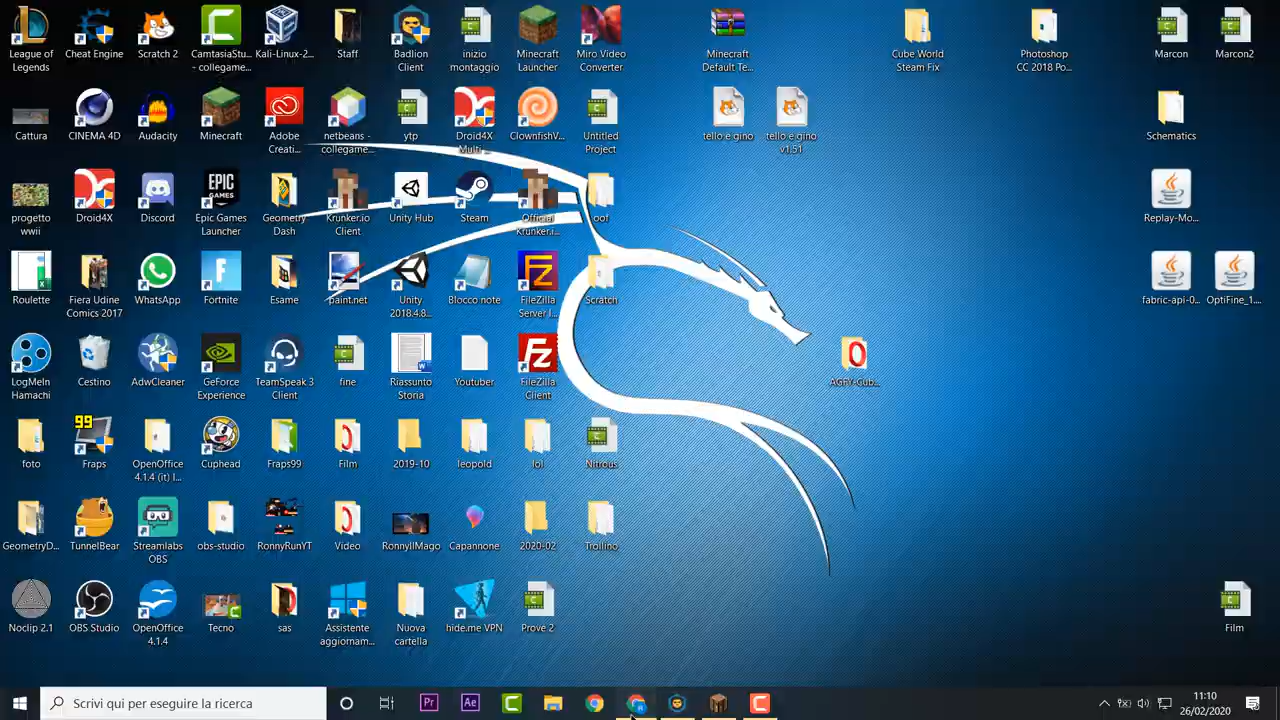 League of
Legends
Cheat Engine
Scratch 2
CamtasiaStu...
- collegame...
Kali-Linux-2...
Staff
Badlion
Client
inizio
montaggio
Minecraft
Launcher
Miro Video
Converter
Minecraft
Default Te...
Cube World
Steam Fix
Photoshop
CC 2018 Po...
Marcon
Marcon2
Cattura
CINEMA 4D
Audacity
Minecraft
Adobe
Creati...
netbeans -
collegame...
ytp
Droid4X
Multi ...
ClownfishV...
Untitled
Project
tello e gino
tello e gino
v1.51
Schematics
progetto
wwii
Droid4X
Discord
Epic Games
Launcher
Geometry
Dash
Krunker.io
Client
Unity Hub
Steam
Official
Krunker.i...
oof
Replay-Mo...
Roulette
Fiera Udine
Comics 2017
WhatsApp
Fortnite
Esame
paint.net
Unity
2018.4.8...
Blocco note
FileZilla
Server I...
Scratch
fabric-api-0...
OptiFine_1....
LogMeIn
Hamachi
Cestino
AdwCleaner
GeForce
Experience
TeamSpeak 3
Client
fine
Riassunto
Storia
Youtuber
FileZilla
Client
AGFY-Cub...
99
foto
Fraps
OpenOffice
4.1.4 (it) I...
Cuphead
Fraps99
Film
2019-10
leopold
lol
Nitrous
GeometryD...
TunnelBear
Streamlabs
OBS
obs-studio
RonnyRunYT
Video
RonnyIlMago
Capannone
2020-02
Trollino
Noclip 2.1
OBS Studio
OpenOffice
4.1.4
Tecno
sas
Assistente
aggiornam...
Nuova
cartella
hide.me VPN
Prove 2
Film
Scrivi qui per eseguire la ricerca
Pr
Ae
11:10
26/02/2020